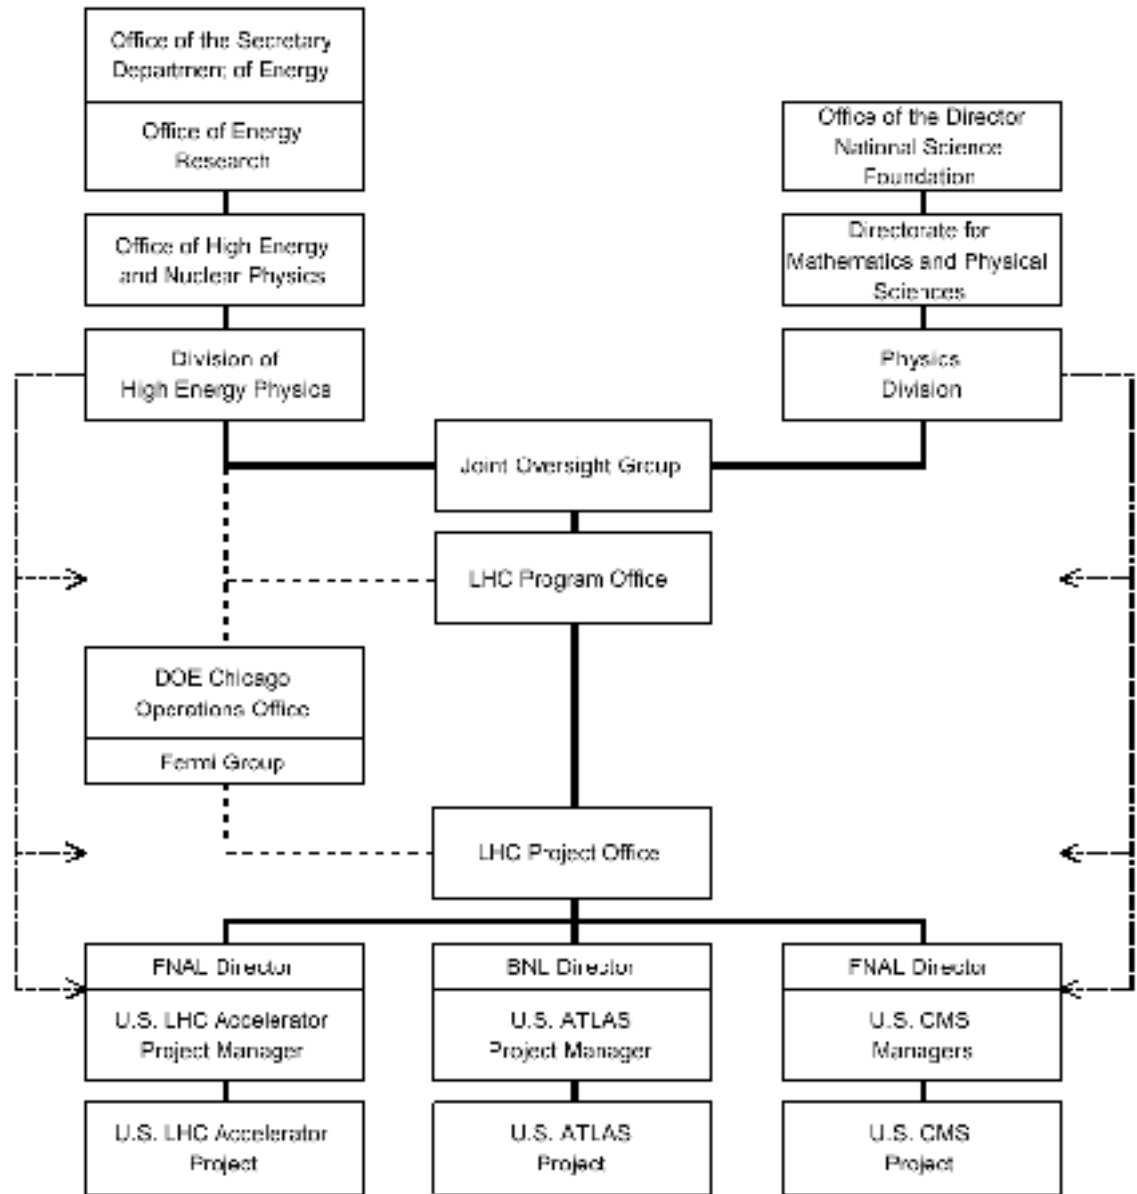 Office of the Secretary
Department of Energy
Office of Energy
Research
Office of the Director
National Science
Foundation
Office of High Energy
and Nuclear Physics
Directorate for
Mathematics and Physical
Sciences
Division of
High Energy Physics
Physics
Division
Joint Oversight Group
LHC Program Office
DOE Chicago
Operations Office
Fermi Group
LHC Project Office
FNAL Director
BNL Director
FNAL Director
U.S. LHC Accelerator
Project Manager
U.S. ATLAS
Project Manager
U.S. CMS
Managers
U.S. LHC Accelerator
Project
U.S. ATLAS
Project
U.S. CMS
Project